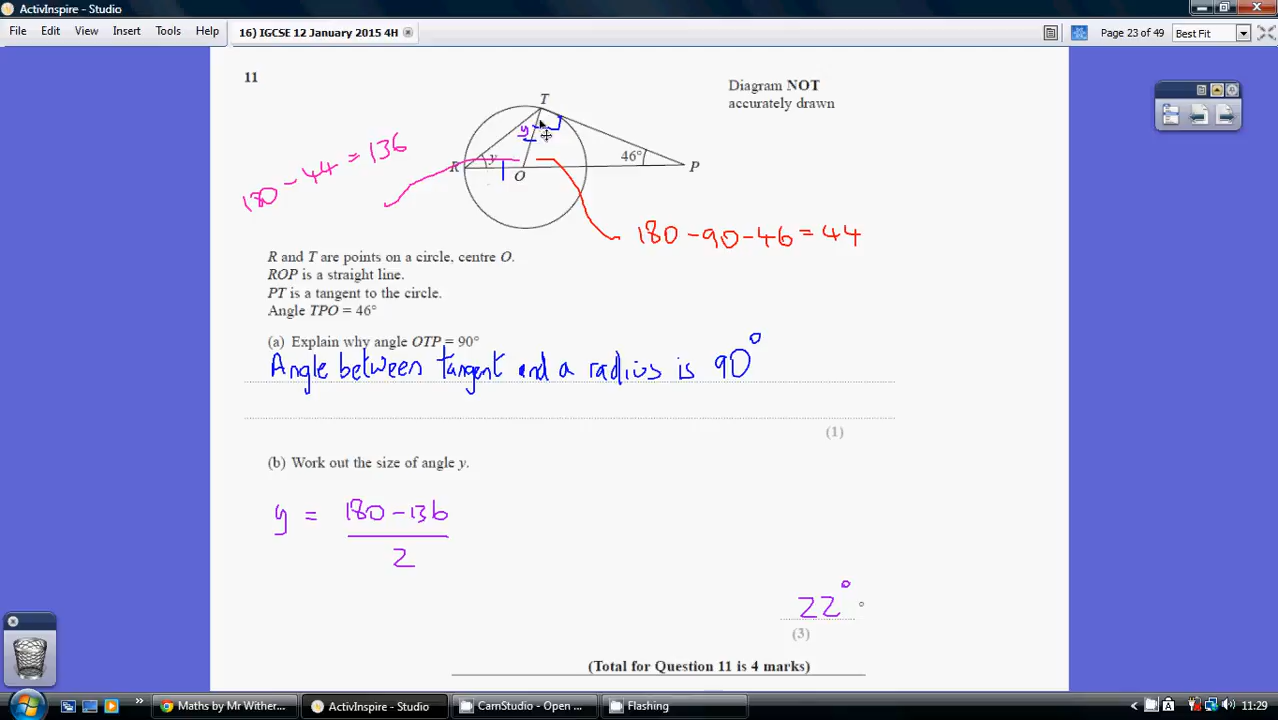 ActivInspire - Studio
File Edit View Insert Tools Help 16) IGCSE 12 January 2015 4H Page 23 of 49 Best Fit
11
Diagram NOT
accurately drawn
T
y
y
46°
R
O
P
180 - 44 = 136
180 - 90 - 46 = 44
R and T are points on a circle, centre O.
ROP is a straight line.
PT is a tangent to the circle.
Angle TPO = 46°
(a) Explain why angle OTP = 90°
Angle between tangent and a radius is 90°
(1)
(b) Work out the size of angle y.
y = 180 - 136
2
22° °
(3)
(Total for Question 11 is 4 marks)
Maths by Mr Wither... ActivInspire - Studio CamStudio - Open ... Flashing 11:29